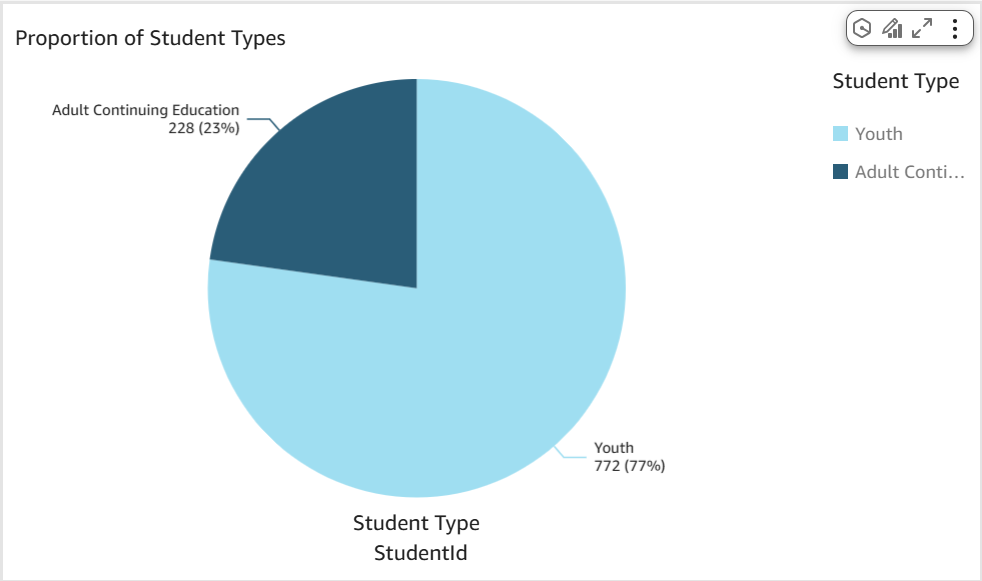 Proportion of Student Types
Student Type
Youth
Adult Conti...
Adult Continuing Education
228 (23%)
Youth
772 (77%)
Student Type
StudentId